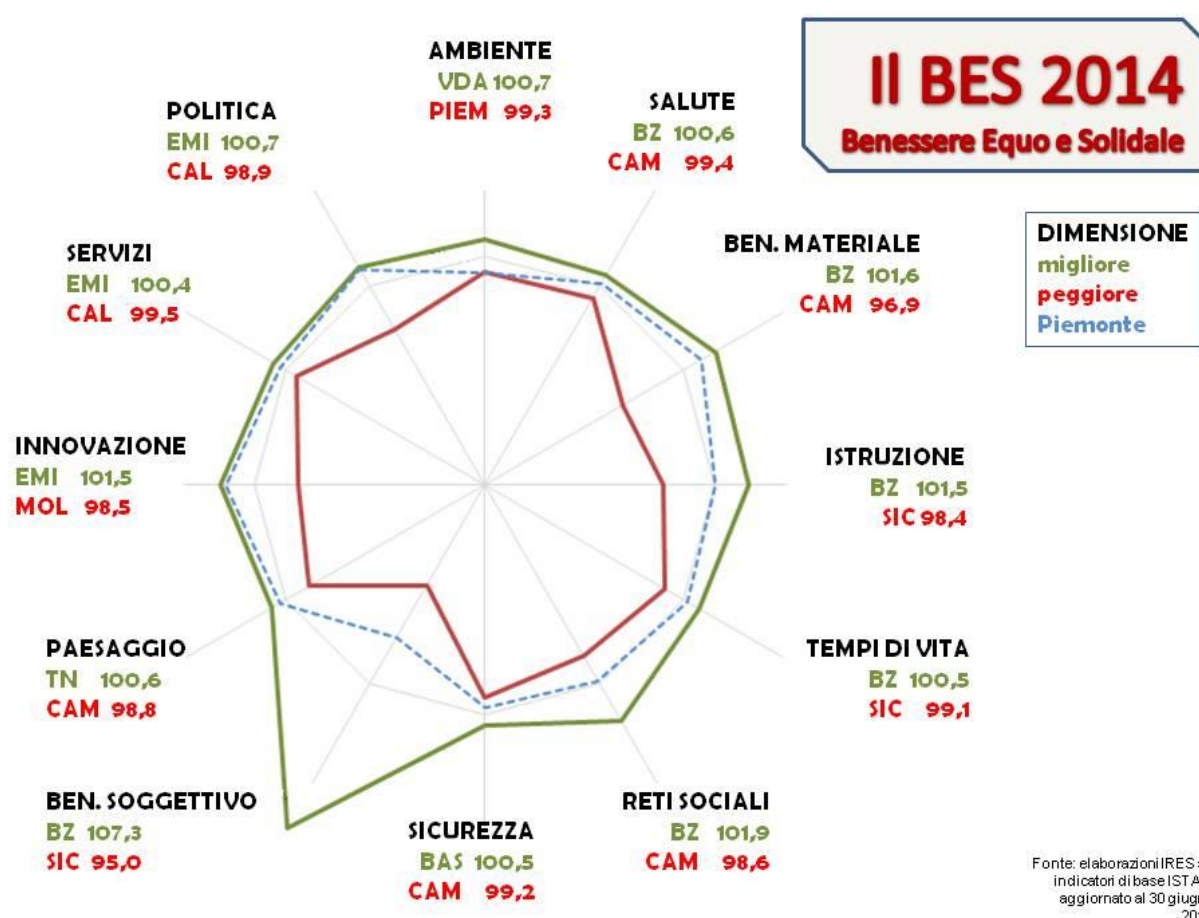 Il BES 2014
Benessere Equo e Solidale
DIMENSIONE
migliore
peggiore
Piemonte
AMBIENTE
VDA 100,7
PIEM 99,3
SALUTE
BZ 100,6
CAM 99,4
BEN. MATERIALE
BZ 101,6
CAM 96,9
ISTRUZIONE
BZ 101,5
SIC 98,4
TEMPI DI VITA
BZ 100,5
SIC 99,1
RETI SOCIALI
BZ 101,9
CAM 98,6
SICUREZZA
BAS 100,5
CAM 99,2
BEN. SOGGETTIVO
BZ 107,3
SIC 95,0
PAESAGGIO
TN 100,6
CAM 98,8
INNOVAZIONE
EMI 101,5
MOL 98,5
SERVIZI
EMI 100,4
CAL 99,5
POLITICA
EMI 100,7
CAL 98,9
Fonte: elaborazioni IRES
indicatori di base
aggiornato al 30